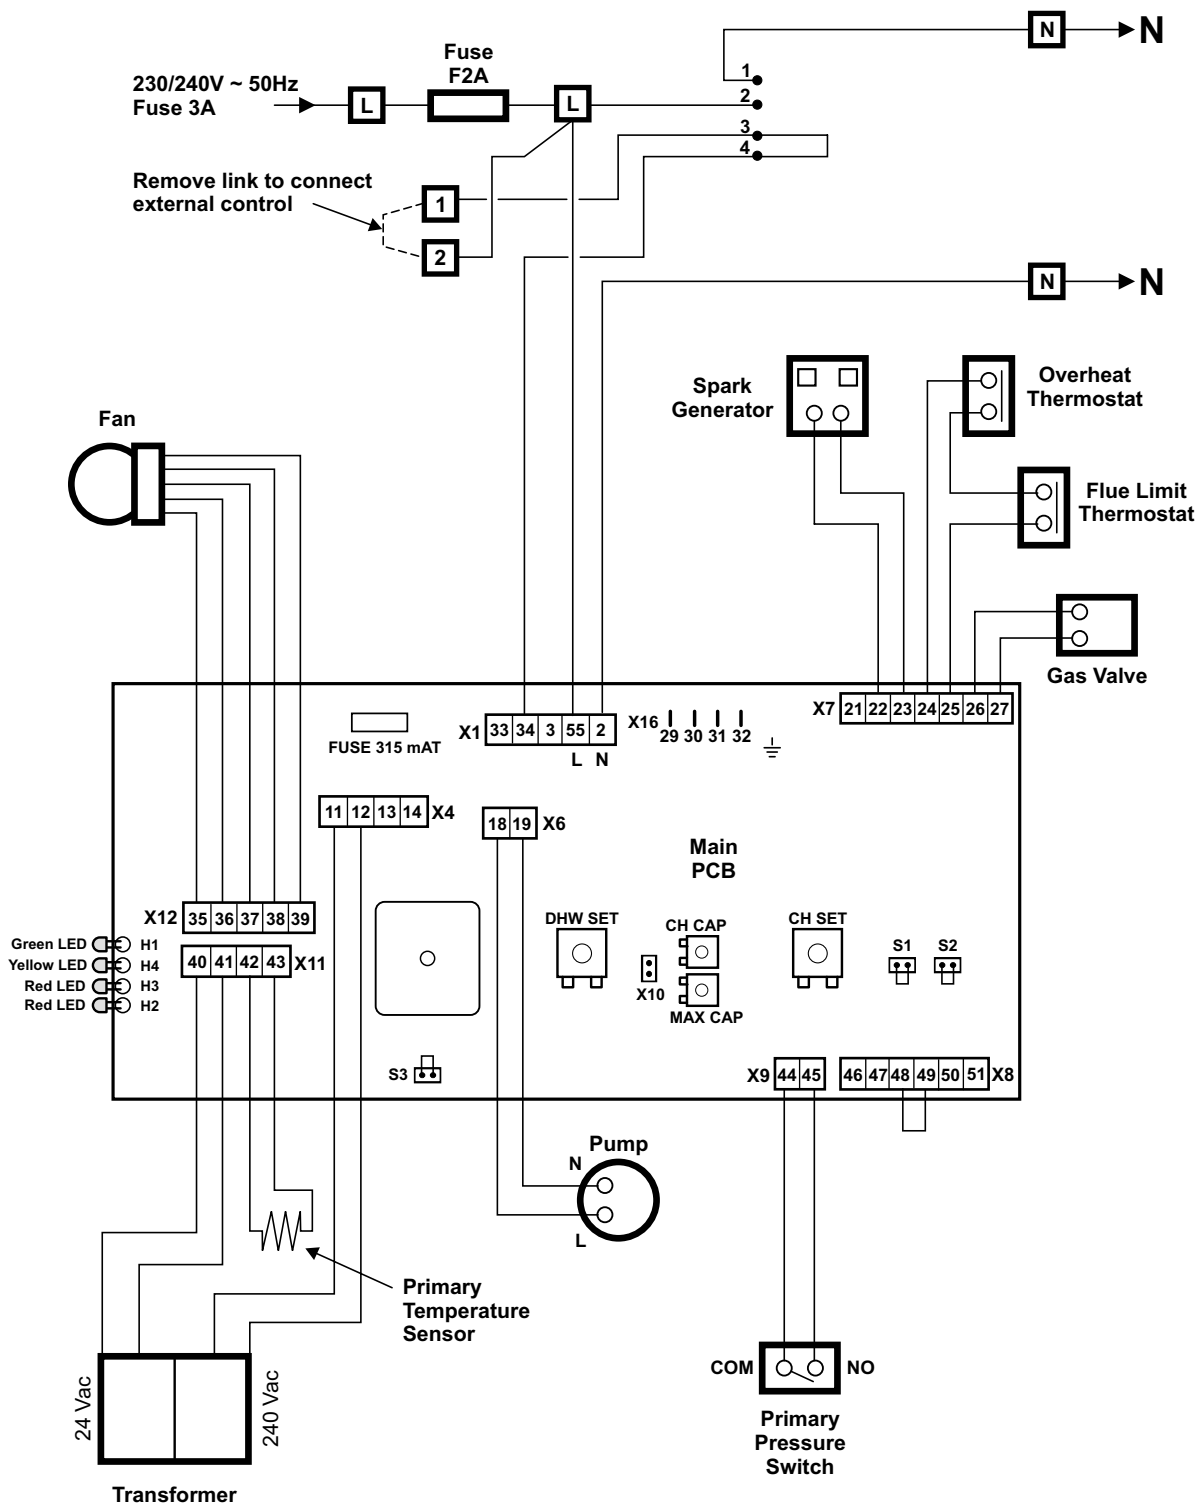 N
N
Fuse
F2A
230/240V ~ 50Hz
Fuse 3A
L
L
1
2
3
4
Remove link to connect
external control
1
2
N
N
Spark
Generator
Overheat
Thermostat
Fan
Flue Limit
Thermostat
Gas Valve
FUSE 315 mAT
X1
33 34 3 55 2
L N
X16
29 30 31 32
X7
21 22 23 24 25 26 27
11 12 13 14 X4
18 19 X6
Main
PCB
X12 35 36 37 38 39
Green LED H1
Yellow LED H4
Red LED H3
Red LED H2
40 41 42 43 X11
DHW SET
CH CAP
X10
MAX CAP
CH SET
S1 S2
S3
X9 44 45
46 47 48 49 50 51 X8
Pump
N
L
Primary
Temperature
Sensor
24 Vac
240 Vac
Transformer
COM NO
Primary
Pressure
Switch